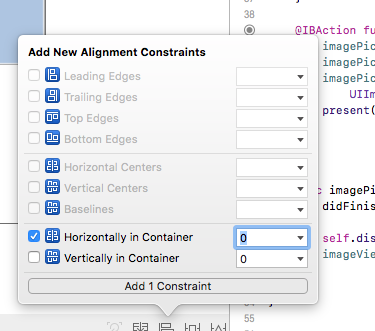 Add New Alignment Constraints
Leading Edges
Trailing Edges
Top Edges
Bottom Edges
Horizontal Centers
Vertical Centers
Baselines
Horizontally in Container 0
Vertically in Container 0
Add 1 Constraint
37
38
@IBAction fu
imagePic
imagePic
imagePic
UIIm
present(
c imagePi
didFinis
self.dis
imageVie
55